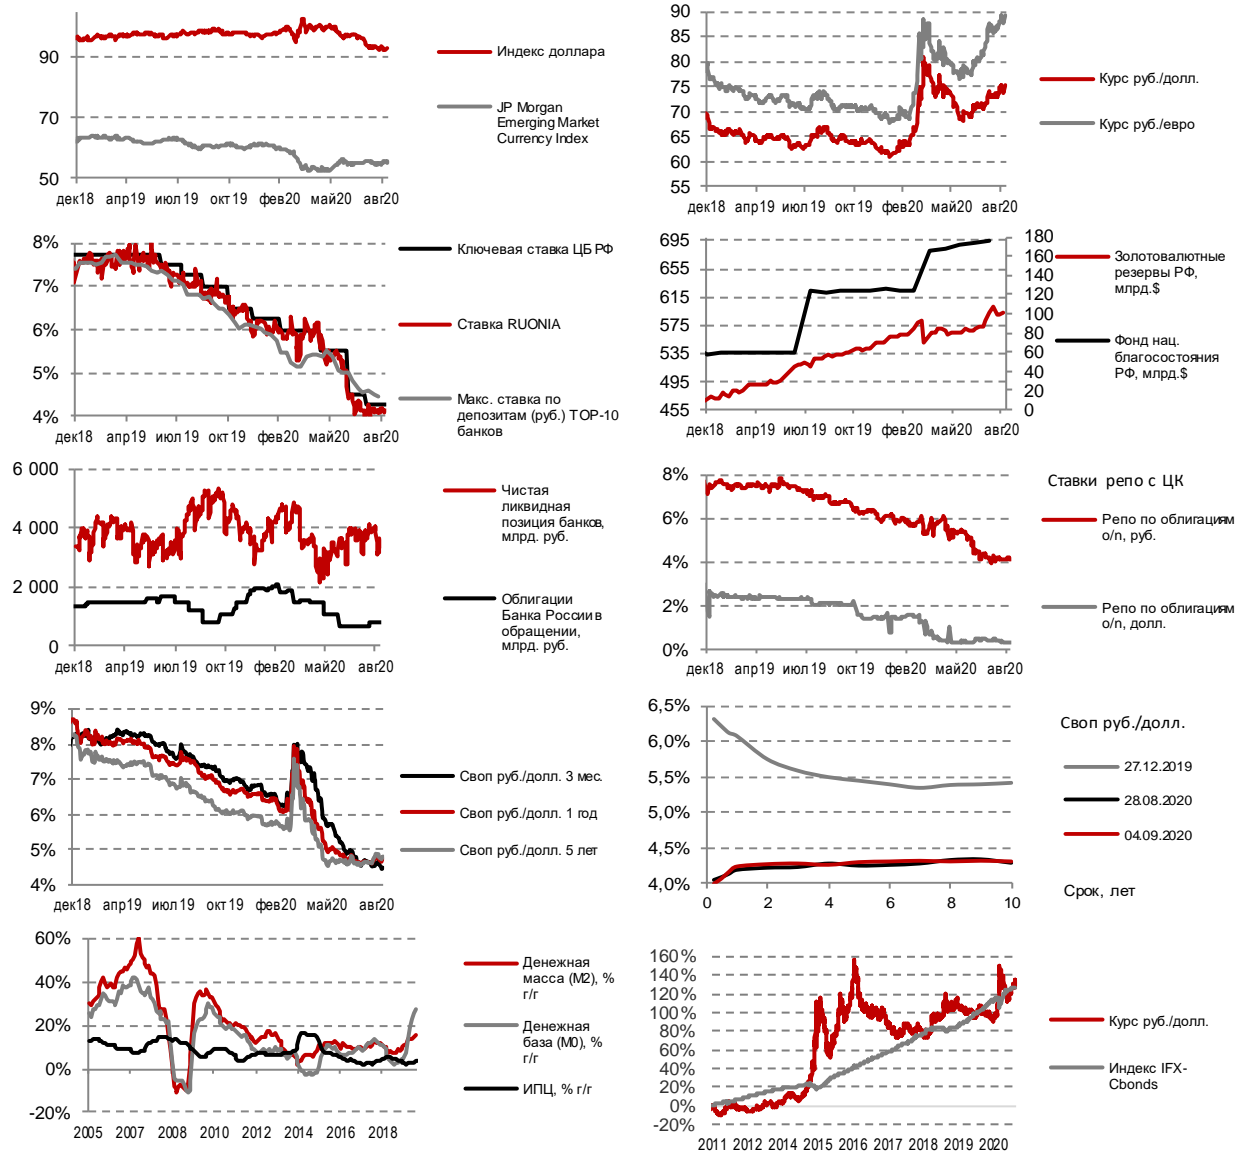 90
70
50
дек18 апр19 июл19 окт19 фев20 май20 авг20
Индекс доллара
JP Morgan
Emerging Market
Currency Index
90
85
80
75
70
65
60
55
дек18 апр19 июл19 окт19 фев20 май20 авг20
Курс руб./долл.
Курс руб./евро
8%
7%
6%
5%
4%
дек18 апр19 июл19 окт19 фев20 май20 авг20
Ключевая ставка ЦБ РФ
Ставка RUONIA
Макс. ставка по
депозитам (руб.) TOP-10
банков
695
655
615
575
535
495
455
180
160
140
120
100
80
60
40
20
0
дек18 апр19 июл19 окт19 фев20 май20 авг20
Золотовалютные
резервы РФ,
млрд.$
Фонд нац.
благосостояния
РФ, млрд.$
6 000
4 000
2 000
0
дек18 апр19 июл19 окт19 фев20 май20 авг20
Чистая
ликвидная
позиция банков,
млрд. руб.
Облигации
Банка России в
обращении,
млрд. руб.
8%
6%
4%
2%
0%
дек18 апр19 июл19 окт19 фев20 май20 авг20
Ставки репо с ЦК
Репо по облигациям
o/n, руб.
Репо по облигациям
o/n, долл.
9%
8%
7%
6%
5%
4%
дек18 апр19 июл19 окт19 фев20 май20 авг20
Своп руб./долл. 3 мес.
Своп руб./долл. 1 год
Своп руб./долл. 5 лет
6,5%
6,0%
5,5%
5,0%
4,5%
4,0%
0 2 4 6 8 10
Своп руб./долл.
27.12.2019
28.08.2020
04.09.2020
Срок, лет
60%
40%
20%
0%
-20%
2005 2007 2008 2010 2012 2014 2016 2018
Денежная
масса (М2), %
г/г
Денежная
база (М0), %
г/г
ИПЦ, % г/г
160%
140%
120%
100%
80%
60%
40%
20%
0%
-20%
2011 2012 2014 2015 2016 2017 2018 2019 2020
Курс руб./долл.
Индекс IFX-
Cbonds